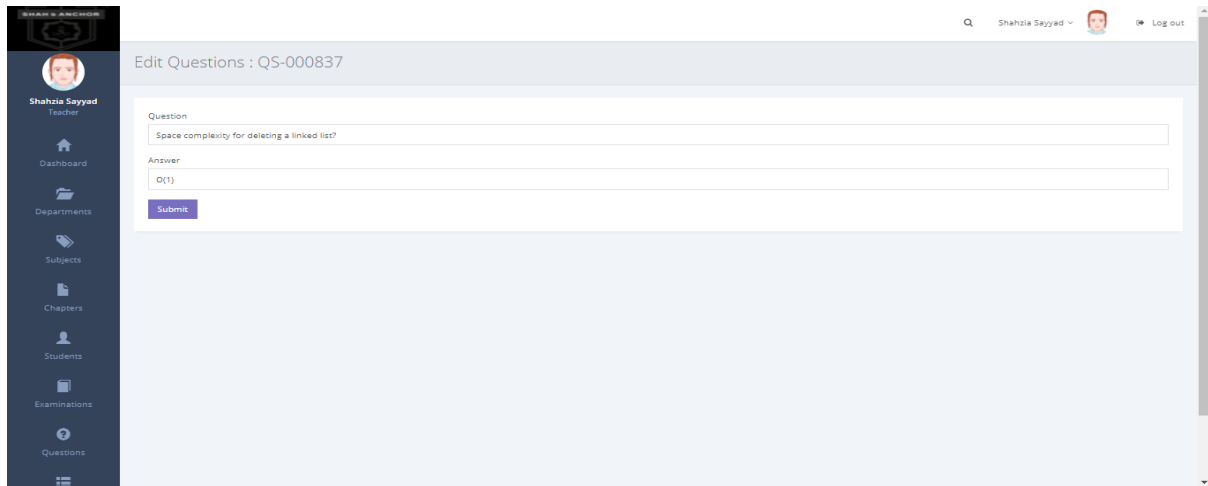 SHAH & ANCHOR
Shahzia Sayyad
Log out
Edit Questions : QS-000837
Shahzia Sayyad
Teacher
Dashboard
Departments
Subjects
Chapters
Students
Examinations
Questions
Question
Space complexity for deleting a linked list?
Answer
O(1)
Submit